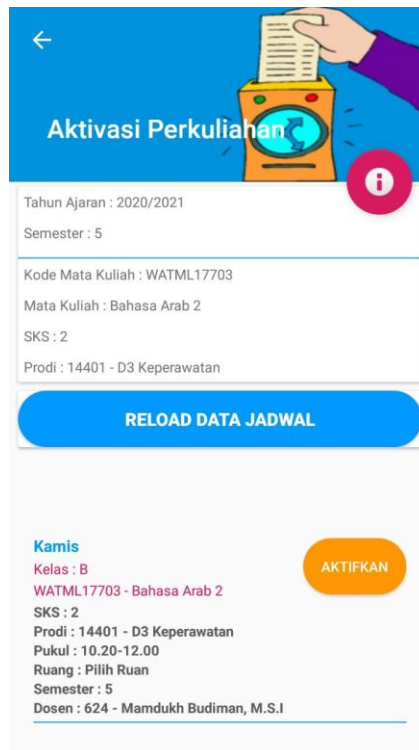 Aktivasi Perkuliahan
Tahun Ajaran : 2020/2021
Semester : 5
Kode Mata Kuliah : WATML17703
Mata Kuliah : Bahasa Arab 2
SKS : 2
Prodi : 14401 - D3 Keperawatan
RELOAD DATA JADWAL
Kamis
Kelas : B
AKTIFKAN
WATML17703 - Bahasa Arab 2
SKS : 2
Prodi : 14401 - D3 Keperawatan
Pukul : 10.20-12.00
Ruang : Pilih Ruan
Semester : 5
Dosen : 624 - Mamdukh Budiman, M.S.I